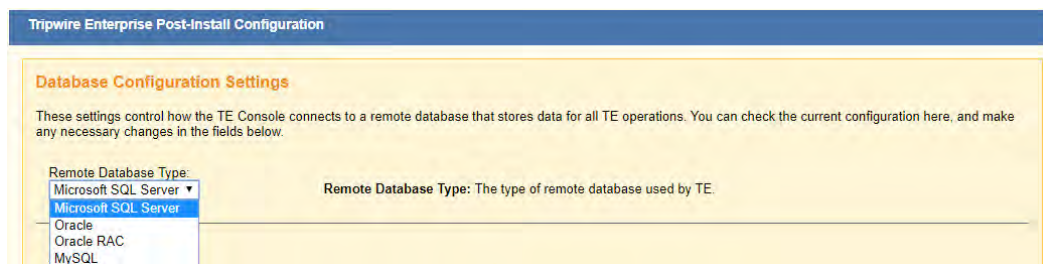 Tripwire Enterprise Post-Install Configuration
Database Configuration Settings
These settings control how the TE Console connects to a remote database that stores data for all TE operations. You can check the current configuration here, and make
any necessary changes in the fields below.
Remote Database Type:
Microsoft SQL Server
Remote Database Type: The type of remote database used by TE.
Microsoft SQL Server
Oracle
Oracle RAC
MySQL